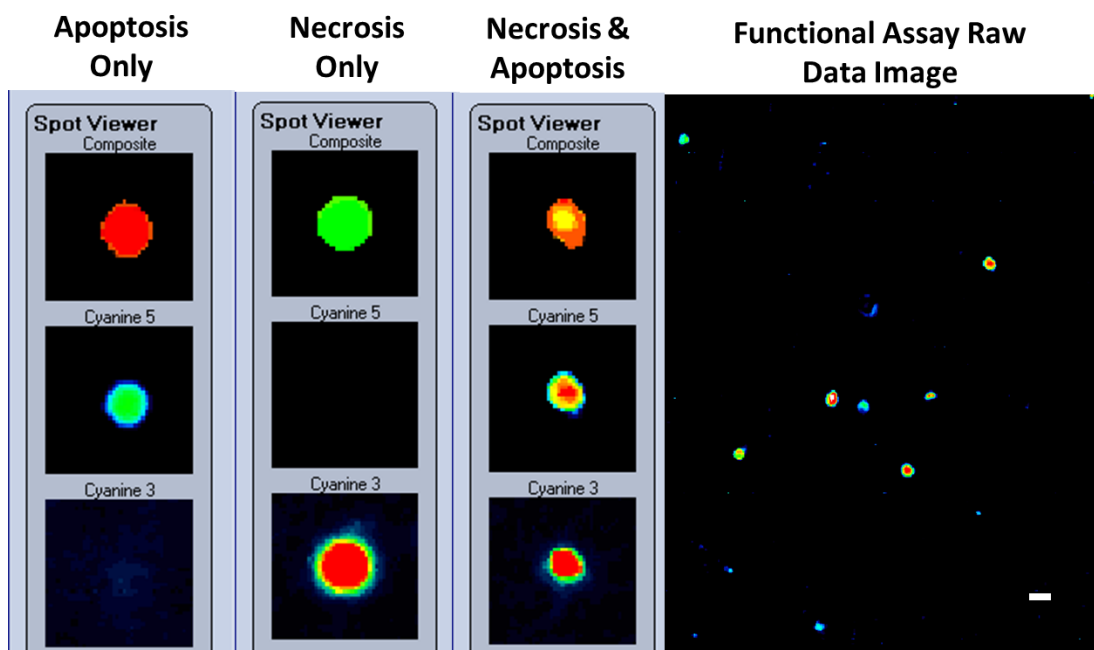 Apoptosis
Only
Necrosis
Only
Necrosis &
Apoptosis
Functional Assay Raw
Data Image
Spot Viewer
Composite
Cyanine 5
Cyanine 3
Spot Viewer
Composite
Cyanine 5
Cyanine 3
Spot Viewer
Composite
Cyanine 5
Cyanine 3